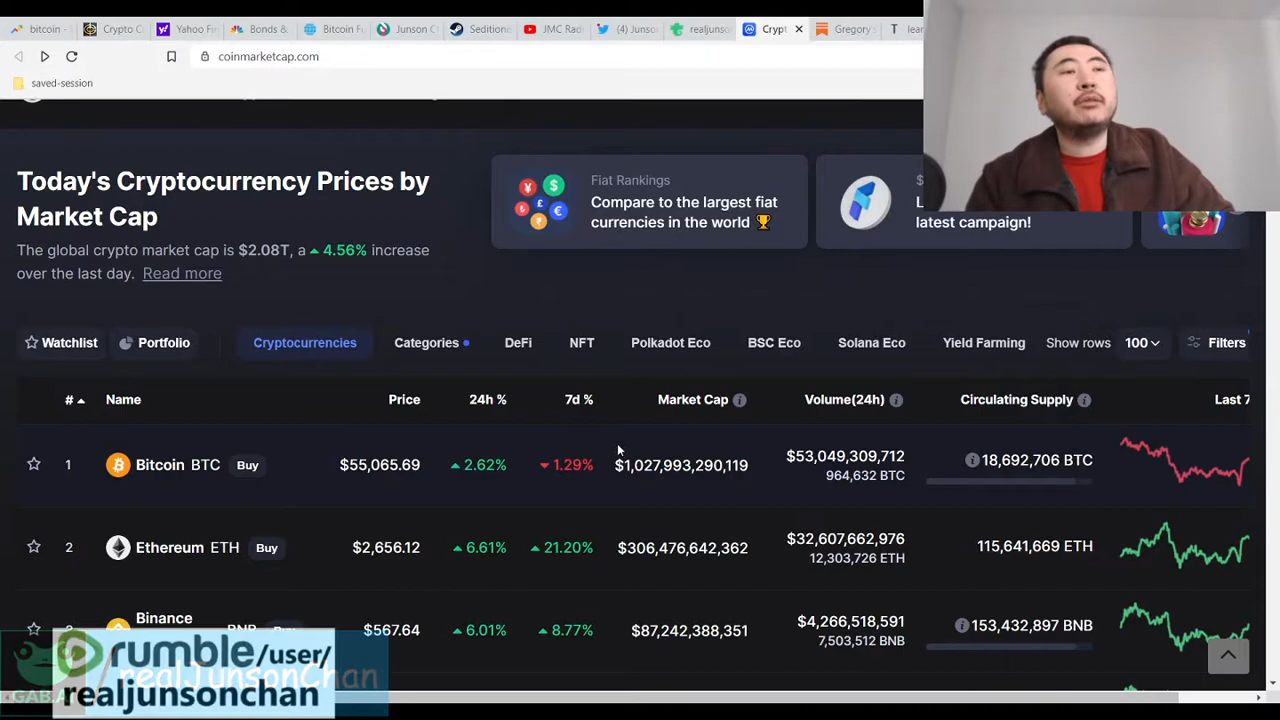 bitcoin -
Crypto C
Yahoo Fi
Bonds &
Bitcoin Fu
Junson C
Seditione
JMC Rad
(4) Junso
realjunso
Crypt
Gregory's
lear
coinmarketcap.com
saved-session
Today's Cryptocurrency Prices by
Market Cap
The global crypto market cap is $2.08T, a 4.56% increase
over the last day. Read more
Fiat Rankings
Compare to the largest fiat
currencies in the world
latest campaign!
Watchlist
Portfolio
Cryptocurrencies
Categories
DeFi
NFT
Polkadot Eco
BSC Eco
Solana Eco
Yield Farming
Show rows
100
Filters
# Name Price 24h % 7d % Market Cap Volume(24h) Circulating Supply Last 7
1 Bitcoin BTC Buy $55,065.69 2.62% 1.29% $1,027,993,290,119 $53,049,309,712 18,692,706 BTC
964,632 BTC
2 Ethereum ETH Buy $2,656.12 6.61% 21.20% $306,476,642,362 $32,607,662,976 115,641,669 ETH
12,303,726 ETH
Binance
BNB $567.64 6.01% 8.77% $87,242,388,351 $4,266,518,591 153,432,897 BNB
7,503,512 BNB
rumble/user/
realjunsonchan
/realJunsonChan
GAB.AI